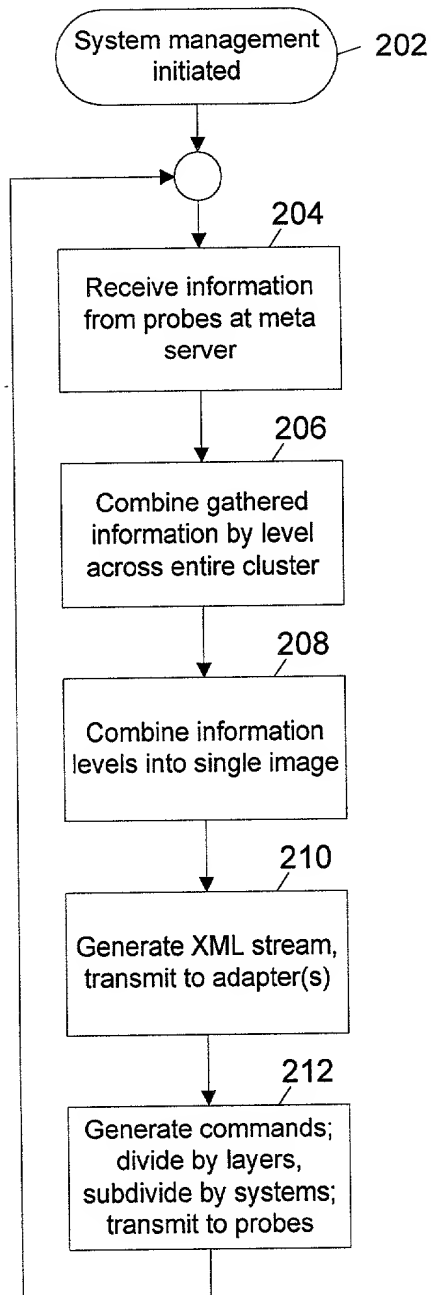 System management
initiated
202
204
Receive information
from probes at meta
server
206
Combine gathered
information by level
across entire cluster
208
Combine information
levels into single image
210
Generate XML stream,
transmit to adapter(s)
212
Generate commands;
divide by layers,
subdivide by systems;
transmit to probes